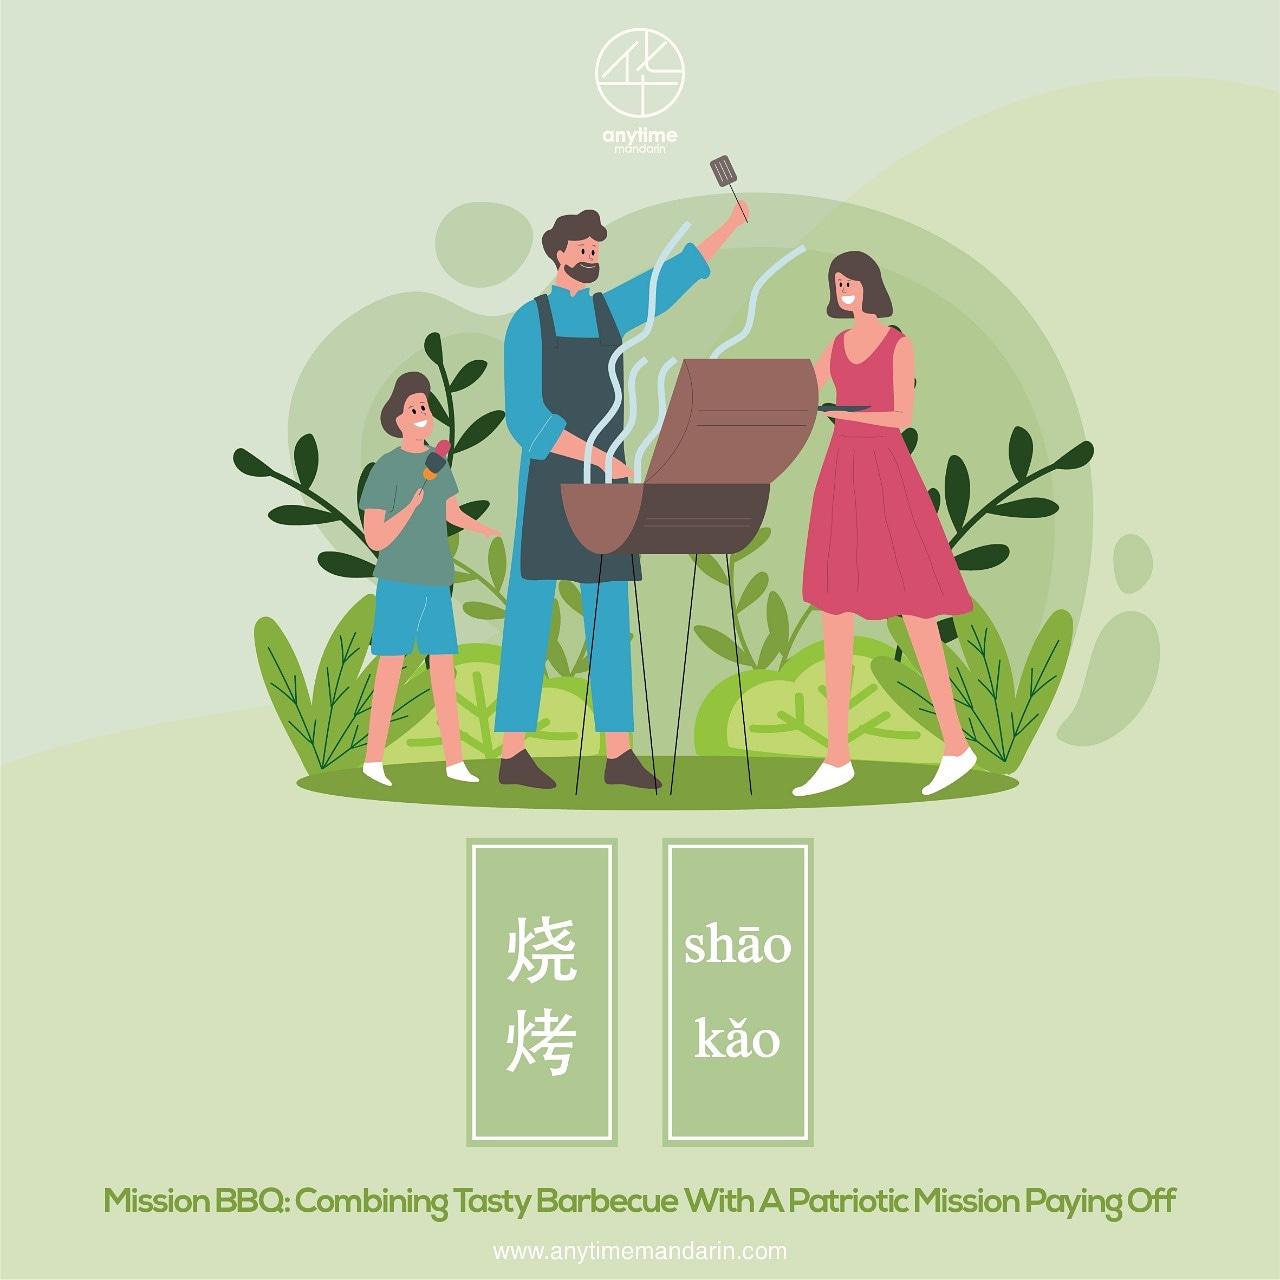 华
anytime
mandarin
烧
烤
shāo
kǎo
Mission BBQ: Combining Tasty Barbecue With A Patriotic Mission Paying Off
www.anytimemandarin.com